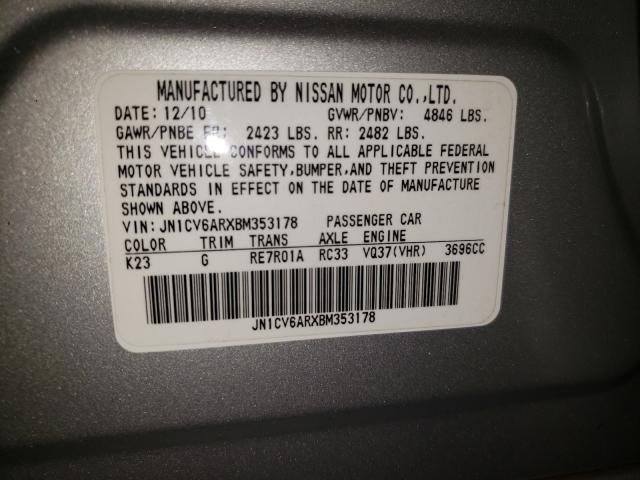 MANUFACTURED BY NISSAN MOTOR CO.,LTD.
DATE: 12/10 GVWR/PNBV: 4846 LBS.
GAWR/PNBE FR: 2423 LBS. RR: 2482 LBS.
THIS VEHICLE CONFORMS TO ALL APPLICABLE FEDERAL
MOTOR VEHICLE SAFETY,BUMPER,AND THEFT PREVENTION
STANDARDS IN EFFECT ON THE DATE OF MANUFACTURE
SHOWN ABOVE.
VIN: JN1CV6ARXBM353178 PASSENGER CAR
COLOR TRIM TRANS AXLE ENGINE
K23 G RE7R01A RC33 VQ37(VHR) 3696CC
JN1CV6ARXBM353178